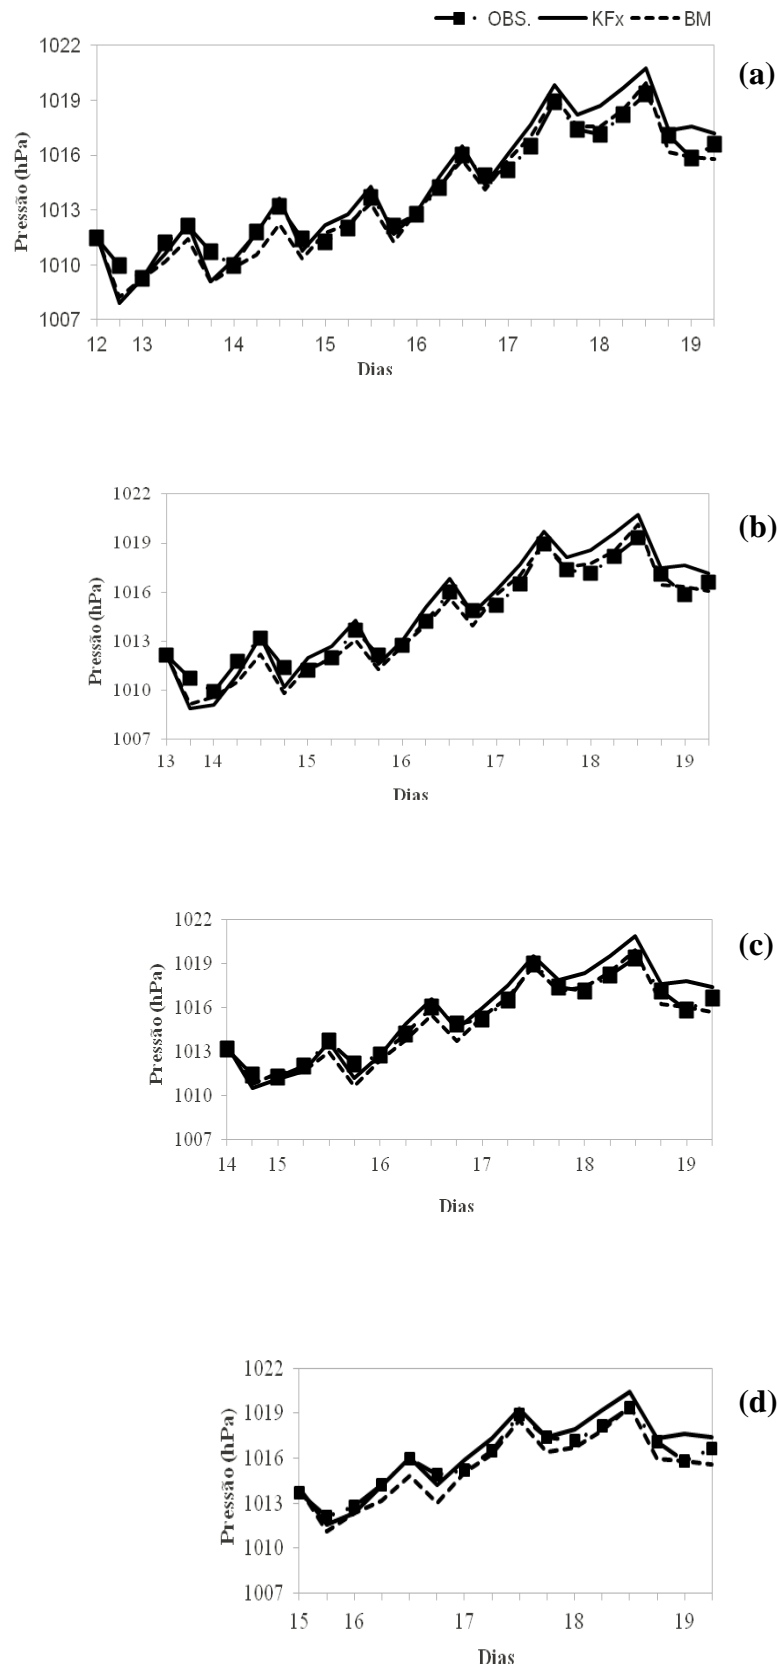 OBS. KFx BM
(a)
Pressão (hPa)
1022
1019
1016
1013
1010
1007
12 13 14 15 16 17 18 19
Dias
(b)
Pressão (hPa)
1022
1019
1016
1013
1010
1007
13 14 15 16 17 18 19
Dias
(c)
Pressão (hPa)
1022
1019
1016
1013
1010
1007
14 15 16 17 18 19
Dias
(d)
Pressão (hPa)
1022
1019
1016
1013
1010
1007
15 16 17 18 19
Dias